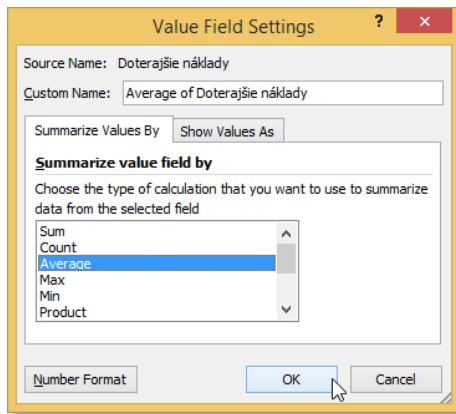 Value Field Settings ? ×
Source Name: Doterajšie náklady
Custom Name: Average of Doterajšie náklady
Summarize Values By Show Values As
Summarize value field by
Choose the type of calculation that you want to use to summarize
data from the selected field
Sum
Count
Average
Max
Min
Product
Number Format OK Cancel